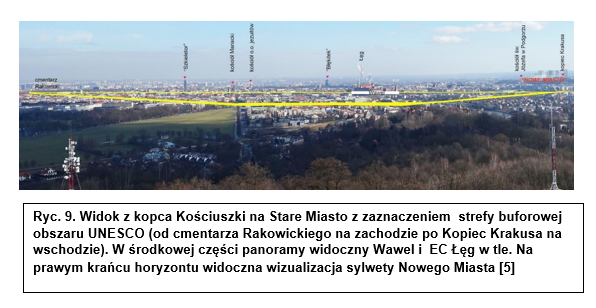 cmentarz
Rakowicki
"Szkieletor"
kościół Mariacki
kościół o.o. jezuitów
"Błękitek"
Łęg
kościół św.
Józefa w Podgórzu
kopiec Krakusa
Ryc. 9. Widok z kopca Kościuszki na Stare Miasto z zaznaczeniem strefy buforowej
obszaru UNESCO (od cmentarza Rakowickiego na zachodzie po Kopiec Krakusa na
wschodzie). W środkowej części panoramy widoczny Wawel i EC Łęg w tle. Na
prawym krańcu horyzontu widoczna wizualizacja sylwety Nowego Miasta [5]